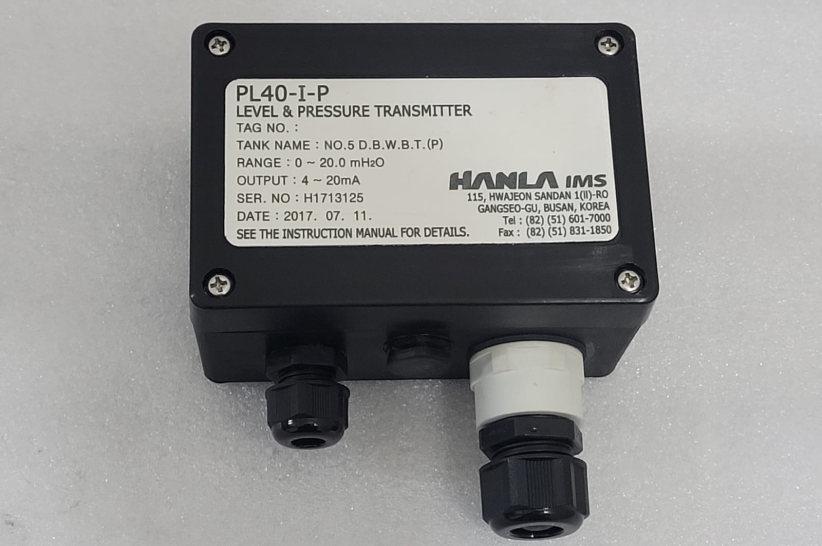 PL40-I-P
LEVEL & PRESSURE TRANSMITTER
TAG NO. :
TANK NAME : NO.5 D.B.W.B.T.(P)
RANGE : 0 ~ 20.0 mH₂O
OUTPUT : 4 ~ 20mA
SER. NO : H1713125
DATE : 2017. 07. 11.
SEE THE INSTRUCTION MANUAL FOR DETAILS.
HANLA IMS
115, HWAJEON SANDAN 1(II)-RO
GANGSEO-GU, BUSAN, KOREA
Tel : (82) (51) 601-7000
Fax : (82) (51) 831-1850